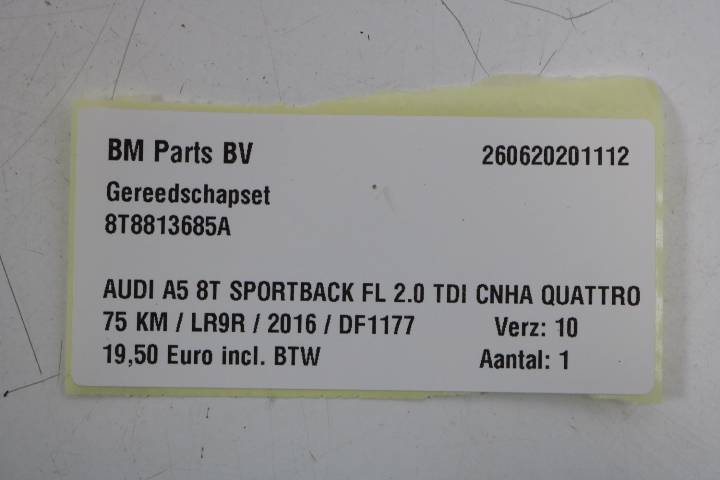 BM Parts BV 260620201112
Gereedschapset
8T8813685A
AUDI A5 8T SPORTBACK FL 2.0 TDI CNHA QUATTRO
75 KM / LR9R / 2016 / DF1177 Verz: 10
19,50 Euro incl. BTW Aantal: 1